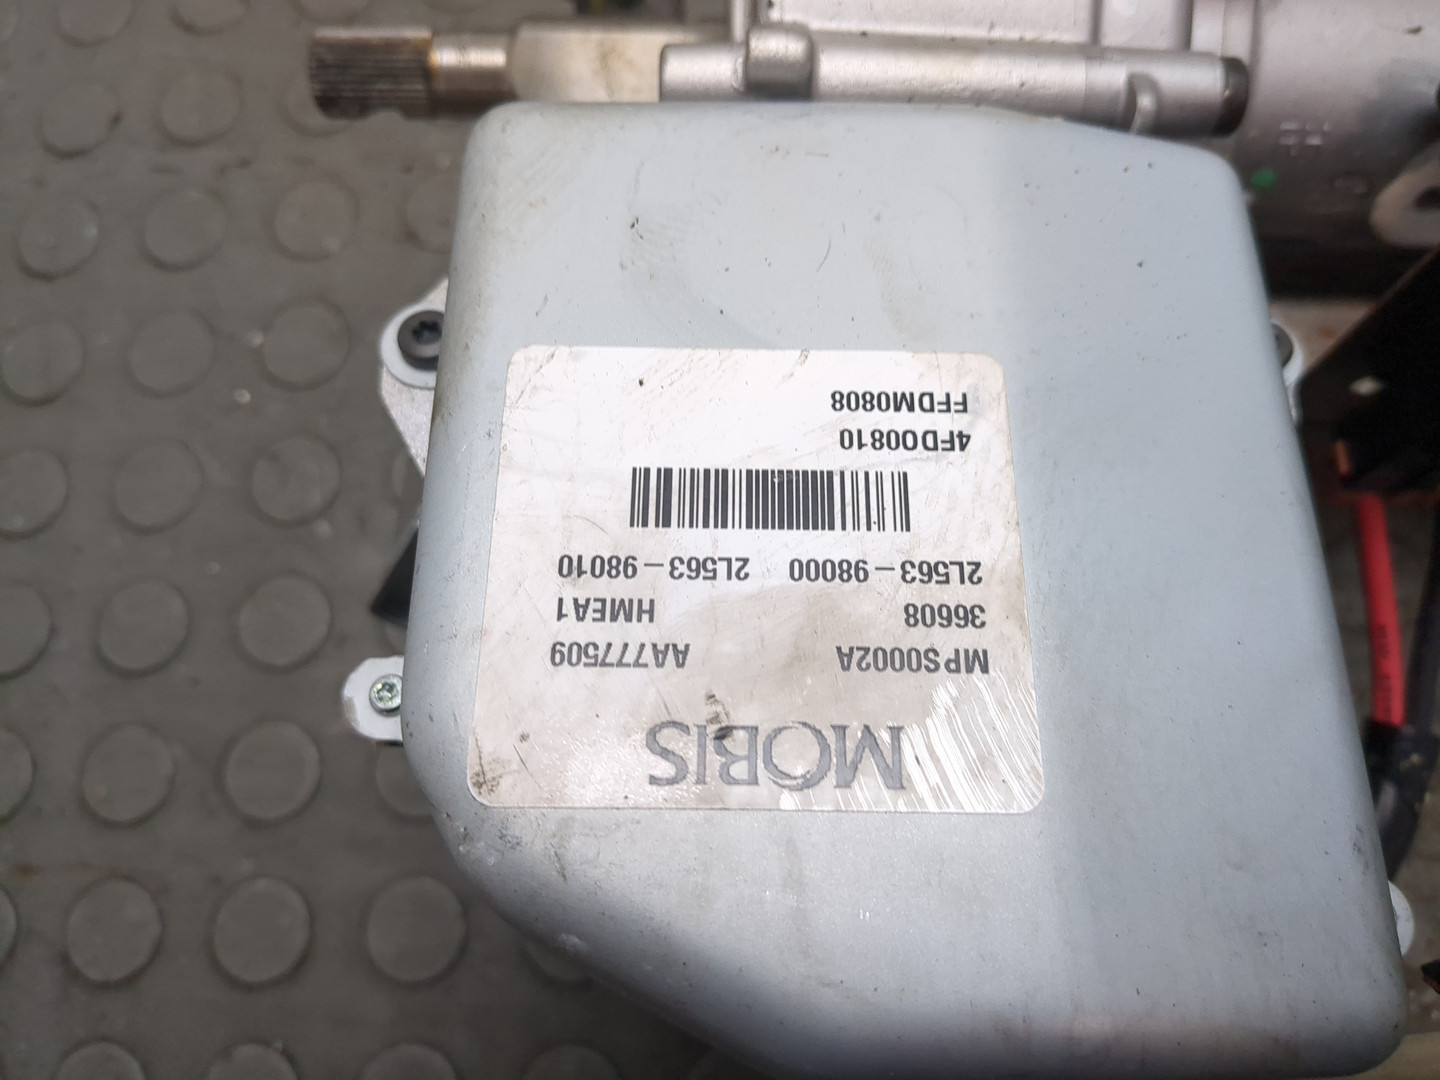 MOBIS
MPS0002A AA777509
36608 HMEA1
2L563-98000 2L563-98010
4FD00810
FFDM0808